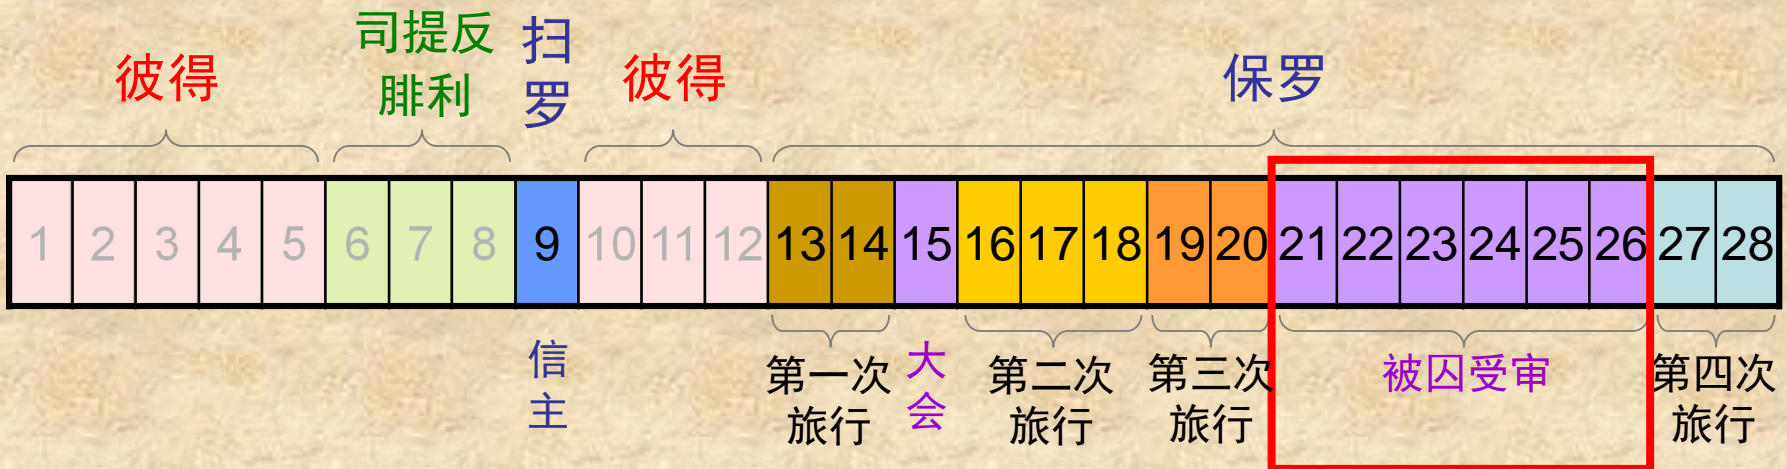 彼得
司提反
腓利
扫
罗
彼得
保罗
1 2 3 4 5 6 7 8 9 10 11 12 13 14 15 16 17 18 19 20 21 22 23 24 25 26 27 28
信
主
第一次
旅行
大
会
第二次
旅行
第三次
旅行
被囚受审
第四次
旅行